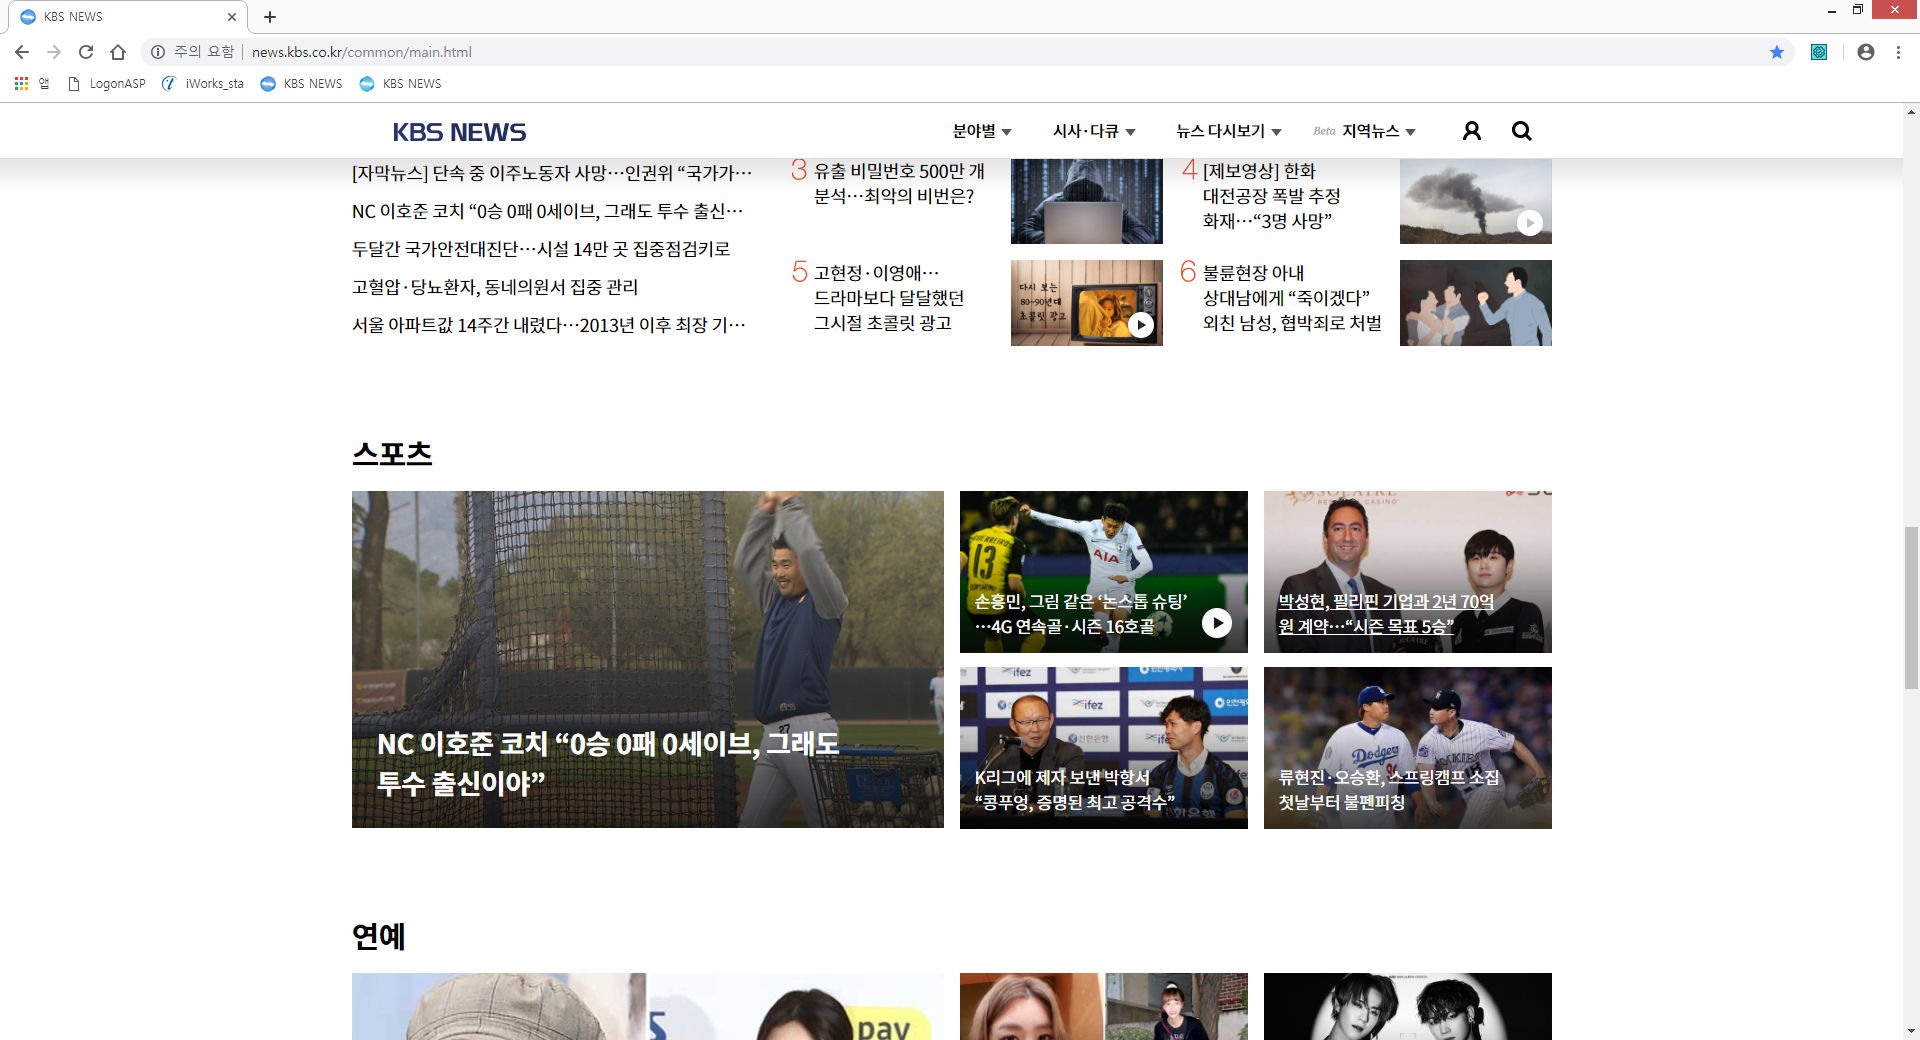 KBS NEWS
주의 요함
news.kbs.co.kr/common/main.html
앱
LogonASP
iWorks_sta
KBS NEWS
KBS NEWS
KBS NEWS
분야별
시사·다큐
뉴스 다시보기
Beta 지역뉴스
[자막뉴스] 단속 중 이주노동자 사망…인권위 “국가가…
NC 이호준 코치 “0승 0패 0세이브, 그래도 투수 출신…
두달간 국가안전대진단…시설 14만 곳 집중점검키로
고혈압·당뇨환자, 동네의원서 집중 관리
서울 아파트값 14주간 내렸다…2013년 이후 최장 기…
3 유출 비밀번호 500만 개
분석…최악의 비번은?
4 [제보영상] 한화
대전공장 폭발 추정
화재…“3명 사망”
5 고현정·이영애…
드라마보다 달달했던
그시절 초콜릿 광고
다시 보는
80~90년대
초콜릿 광고
6 불륜현장 아내
상대남에게 “죽이겠다”
외친 남성, 협박죄로 처벌
스포츠
27
NC 이호준 코치 “0승 0패 0세이브, 그래도
투수 출신이야”
GUERREIRO
13
AIA
손흥민, 그림 같은 ‘논스톱 슈팅’
…4G 연속골·시즌 16호골
SOLAIRE
박성현, 필리핀 기업과 2년 70억
원 계약…“시즌 목표 5승”
ifez
ifez
신한은행
K리그에 제자 보낸 박항서
“콩푸엉, 증명된 최고 공격수”
Dodgers
류현진·오승환, 스프링캠프 소집
첫날부터 불펜피칭
연예
pay